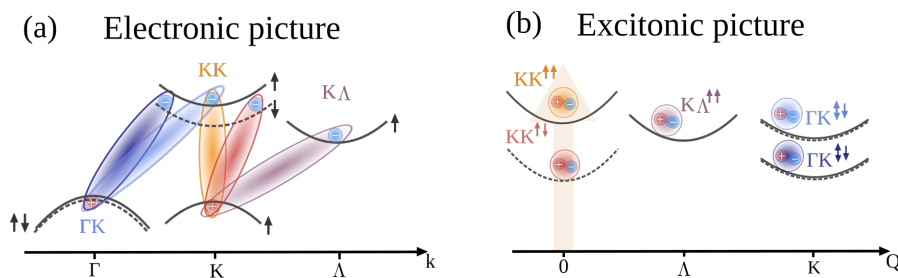 (a) Electronic picture
KK
KΛ
↑
↓
↑
↑↓
ΓK
↑
Γ
K
Λ
k
(b) Excitonic picture
KK↑↑
KΛ↑↑
ΓK↕↓
KK↑↓
ΓK↕↓
0
Λ
K
Q